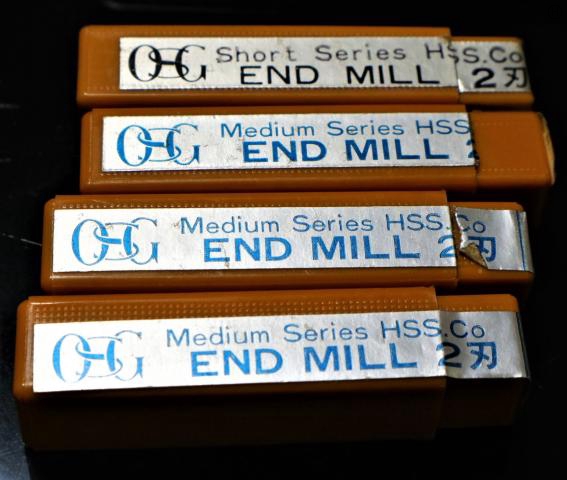 OSG
Short Series HSS.Co
END MILL 2刃
OSG
Medium Series HSS
END MILL
OSG
Medium Series HSS.Co
END MILL 2刃
OSG
Medium Series HSS.Co
END MILL 2刃